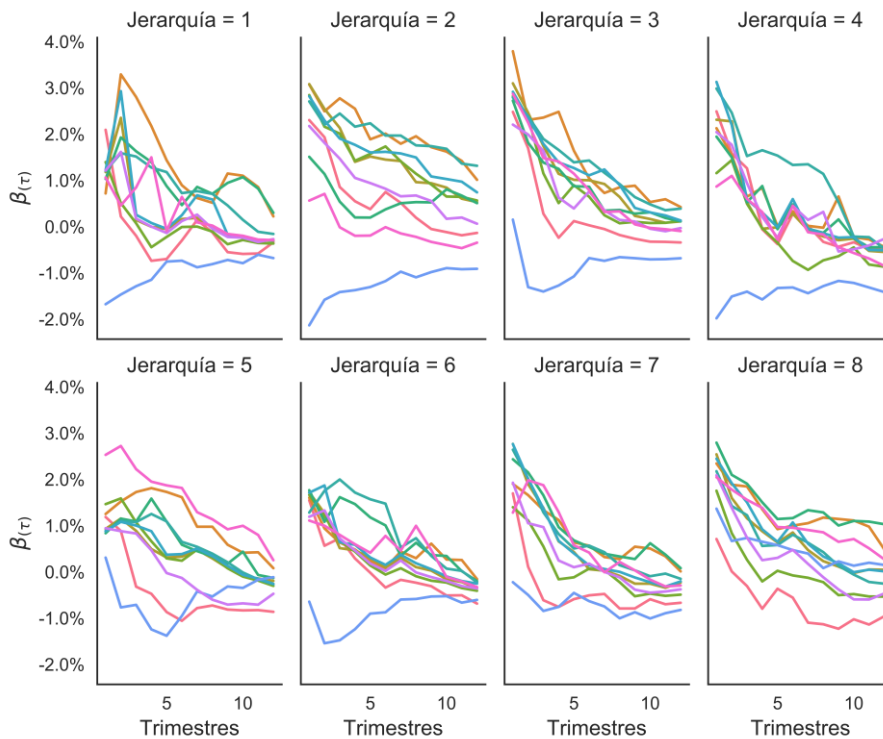 Jerarquía = 1
Jerarquía = 2
Jerarquía = 3
Jerarquía = 4
β(τ)
4.0%
3.0%
2.0%
1.0%
0.0%
-1.0%
-2.0%
Jerarquía = 5
Jerarquía = 6
Jerarquía = 7
Jerarquía = 8
β(τ)
4.0%
3.0%
2.0%
1.0%
0.0%
-1.0%
-2.0%
5 10 5 10 5 10 5 10
Trimestres Trimestres Trimestres Trimestres